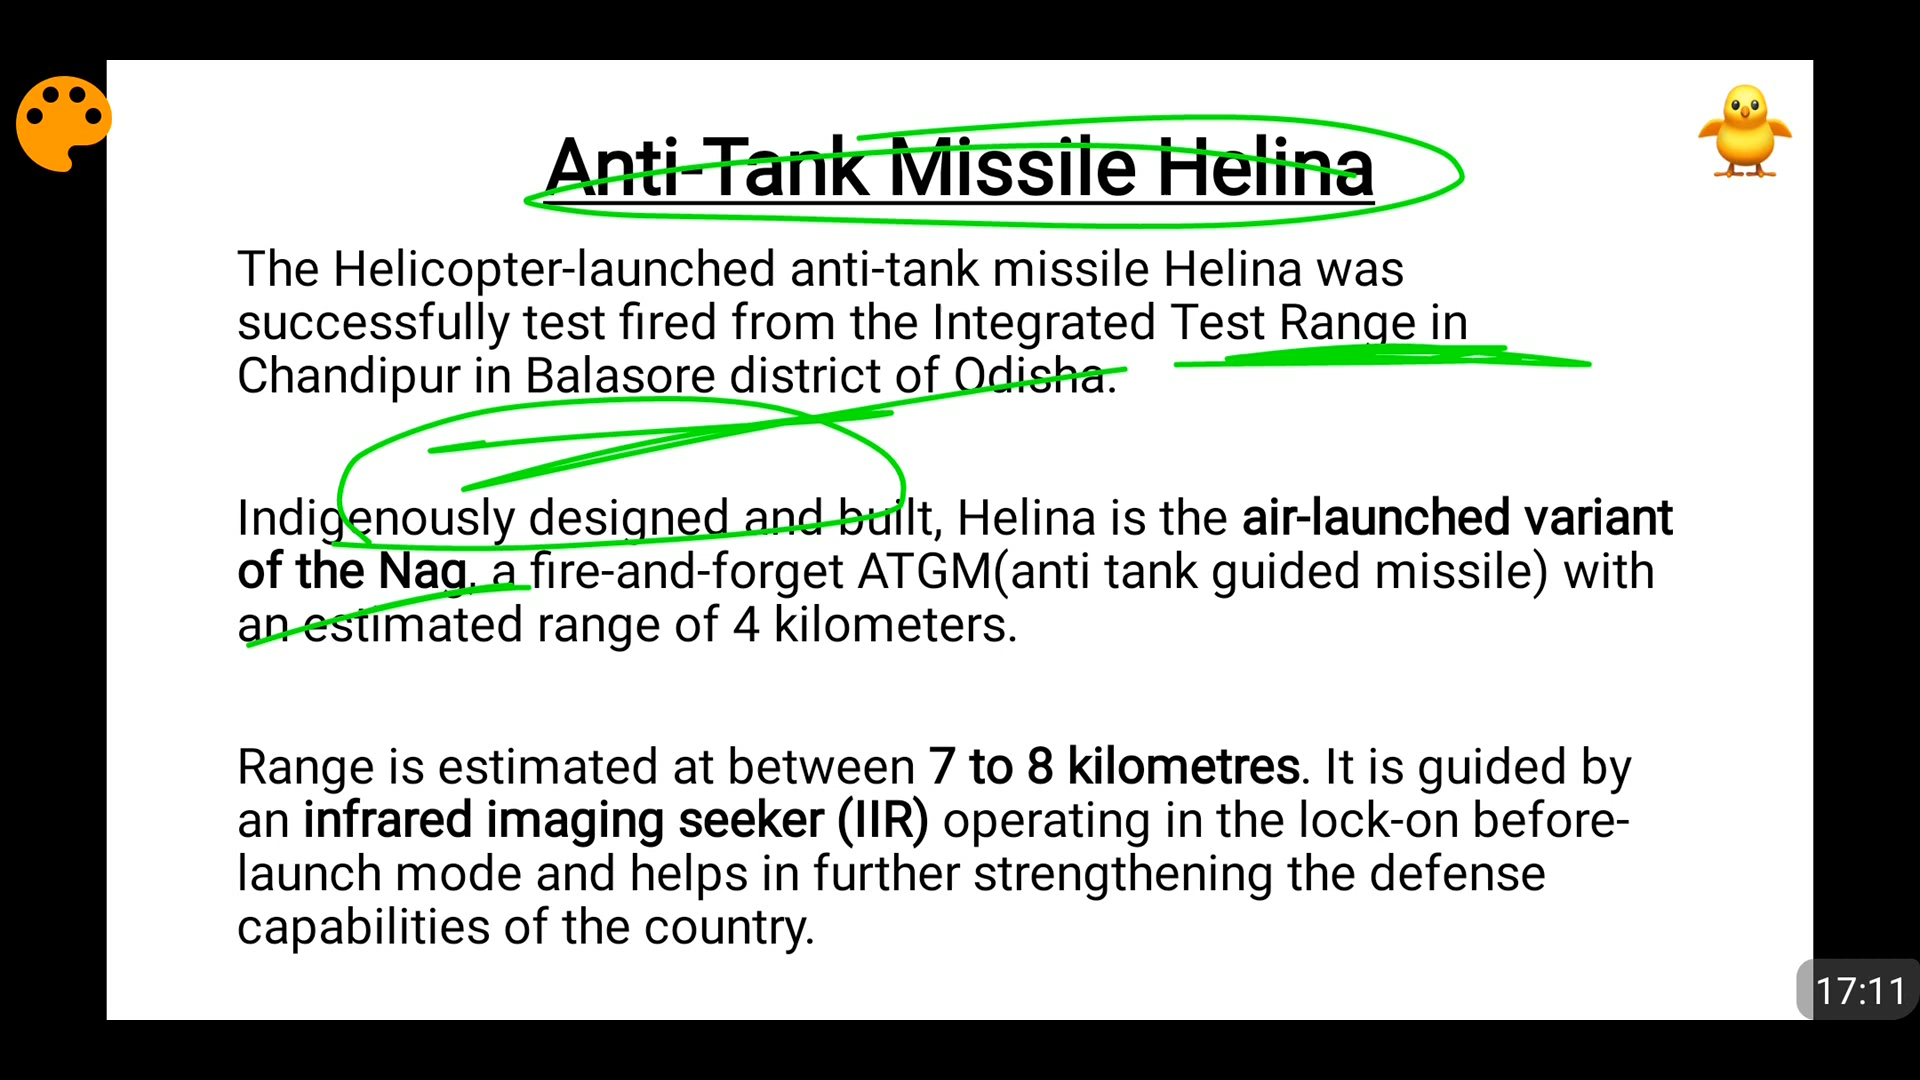 Anti-Tank Missile Helina
The Helicopter-launched anti-tank missile Helina was
successfully test fired from the Integrated Test Range in
Chandipur in Balasore district of Odisha.
Indigenously designed and built, Helina is the air-launched variant
of the Nag, a fire-and-forget ATGM(anti tank guided missile) with
an estimated range of 4 kilometers.
Range is estimated at between 7 to 8 kilometres. It is guided by
an infrared imaging seeker (IIR) operating in the lock-on before-
launch mode and helps in further strengthening the defense
capabilities of the country.
17:11